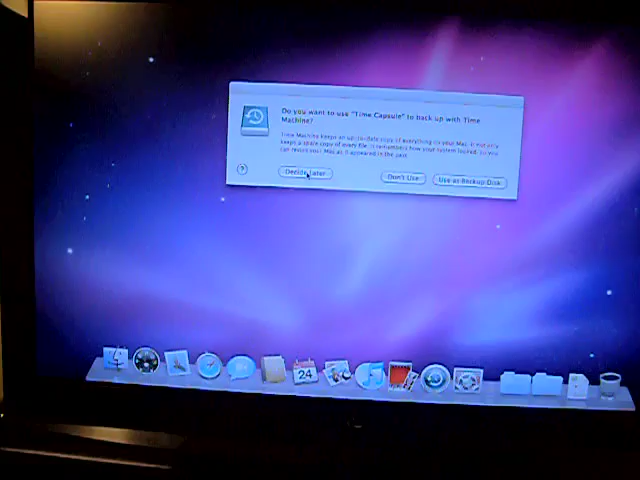 Do you want to use "Time Capsule" to back up with Time
Machine?
Time Machine keeps an up-to-date copy of everything on your Mac. It not only
keeps a spare copy of every file, it remembers how your system looked, so you
can revisit your Mac as it appeared in the past.
?
Decide Later
Don't Use
Use as Backup Disk
24